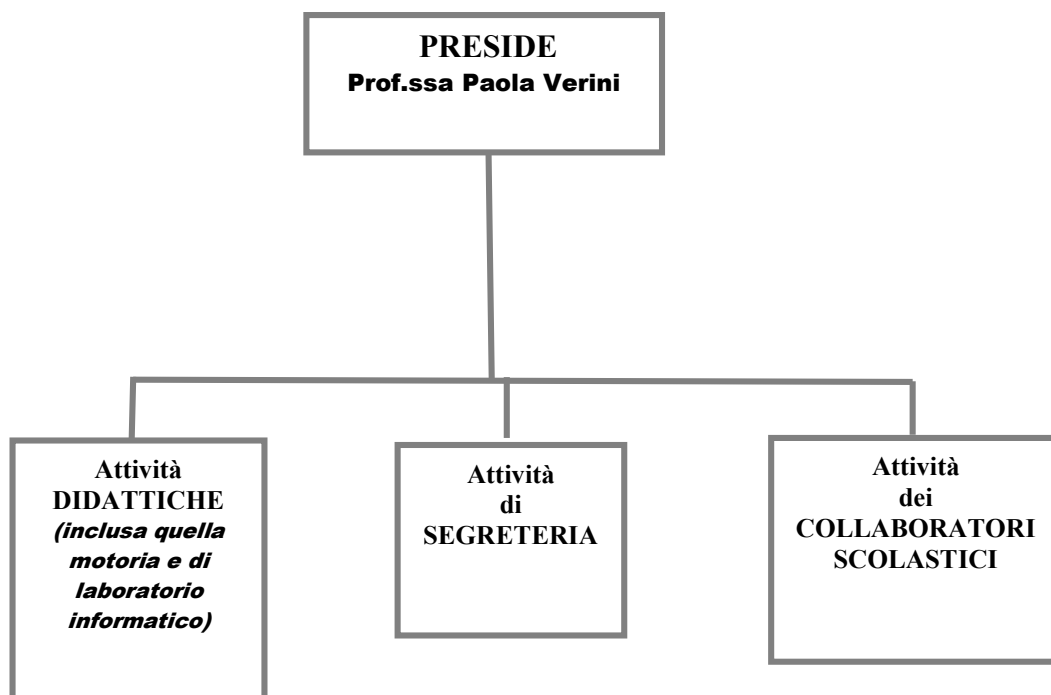 PRESIDE
Prof.ssa Paola Verini
Attività
DIDATTICHE
(inclusa quella
motoria e di
laboratorio
informatico)
Attività
di
SEGRETERIA
Attività
dei
COLLABORATORI
SCOLASTICI